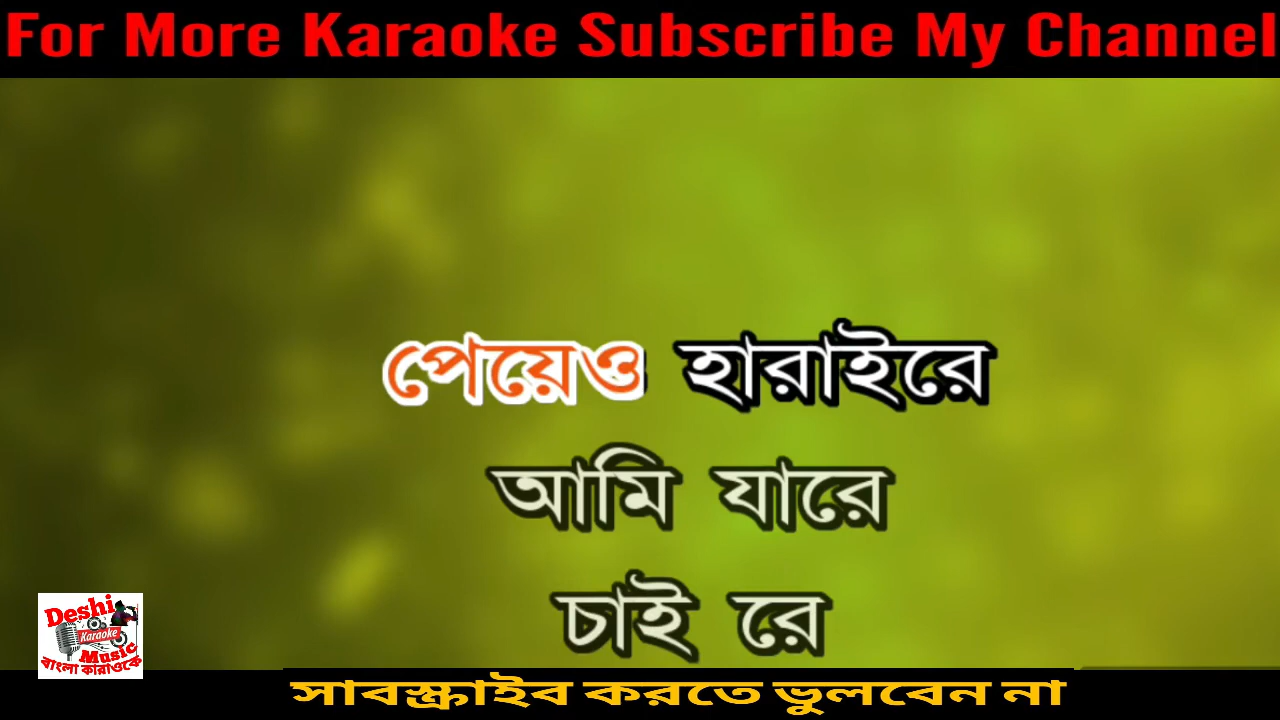 For More Karaoke Subscribe My Channel
পেয়েও হারাইরে
আমি যারে
চাই রে
Deshi
Karaoke
Music
বাংলা কারাওকে
সাবস্ক্রাইব করতে ভুলবেন না